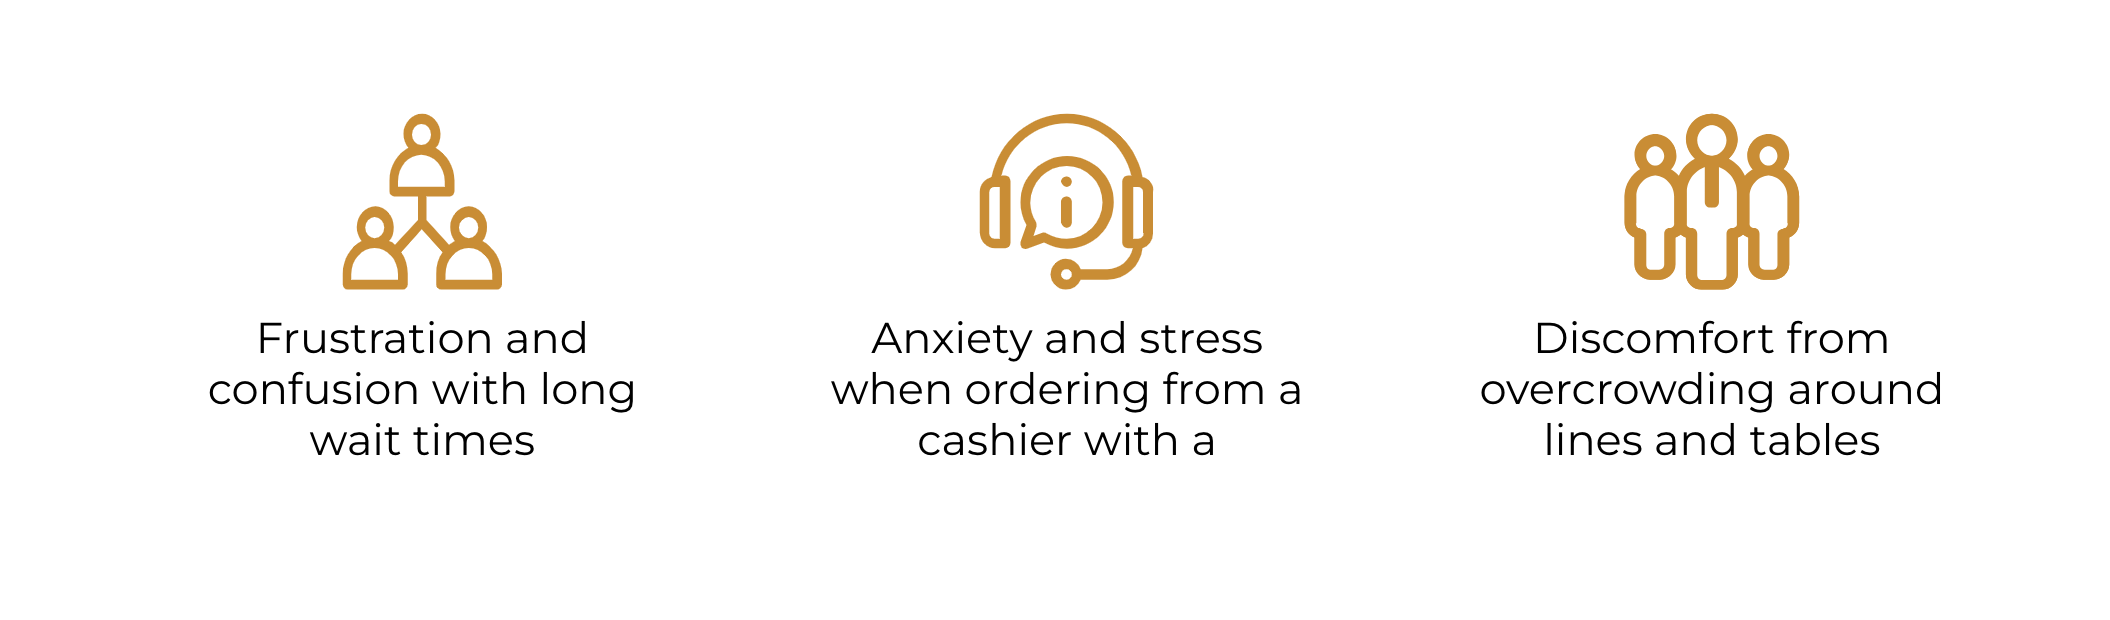 Frustration and
confusion with long
wait times
Anxiety and stress
when ordering from a
cashier with a
Discomfort from
overcrowding around
lines and tables